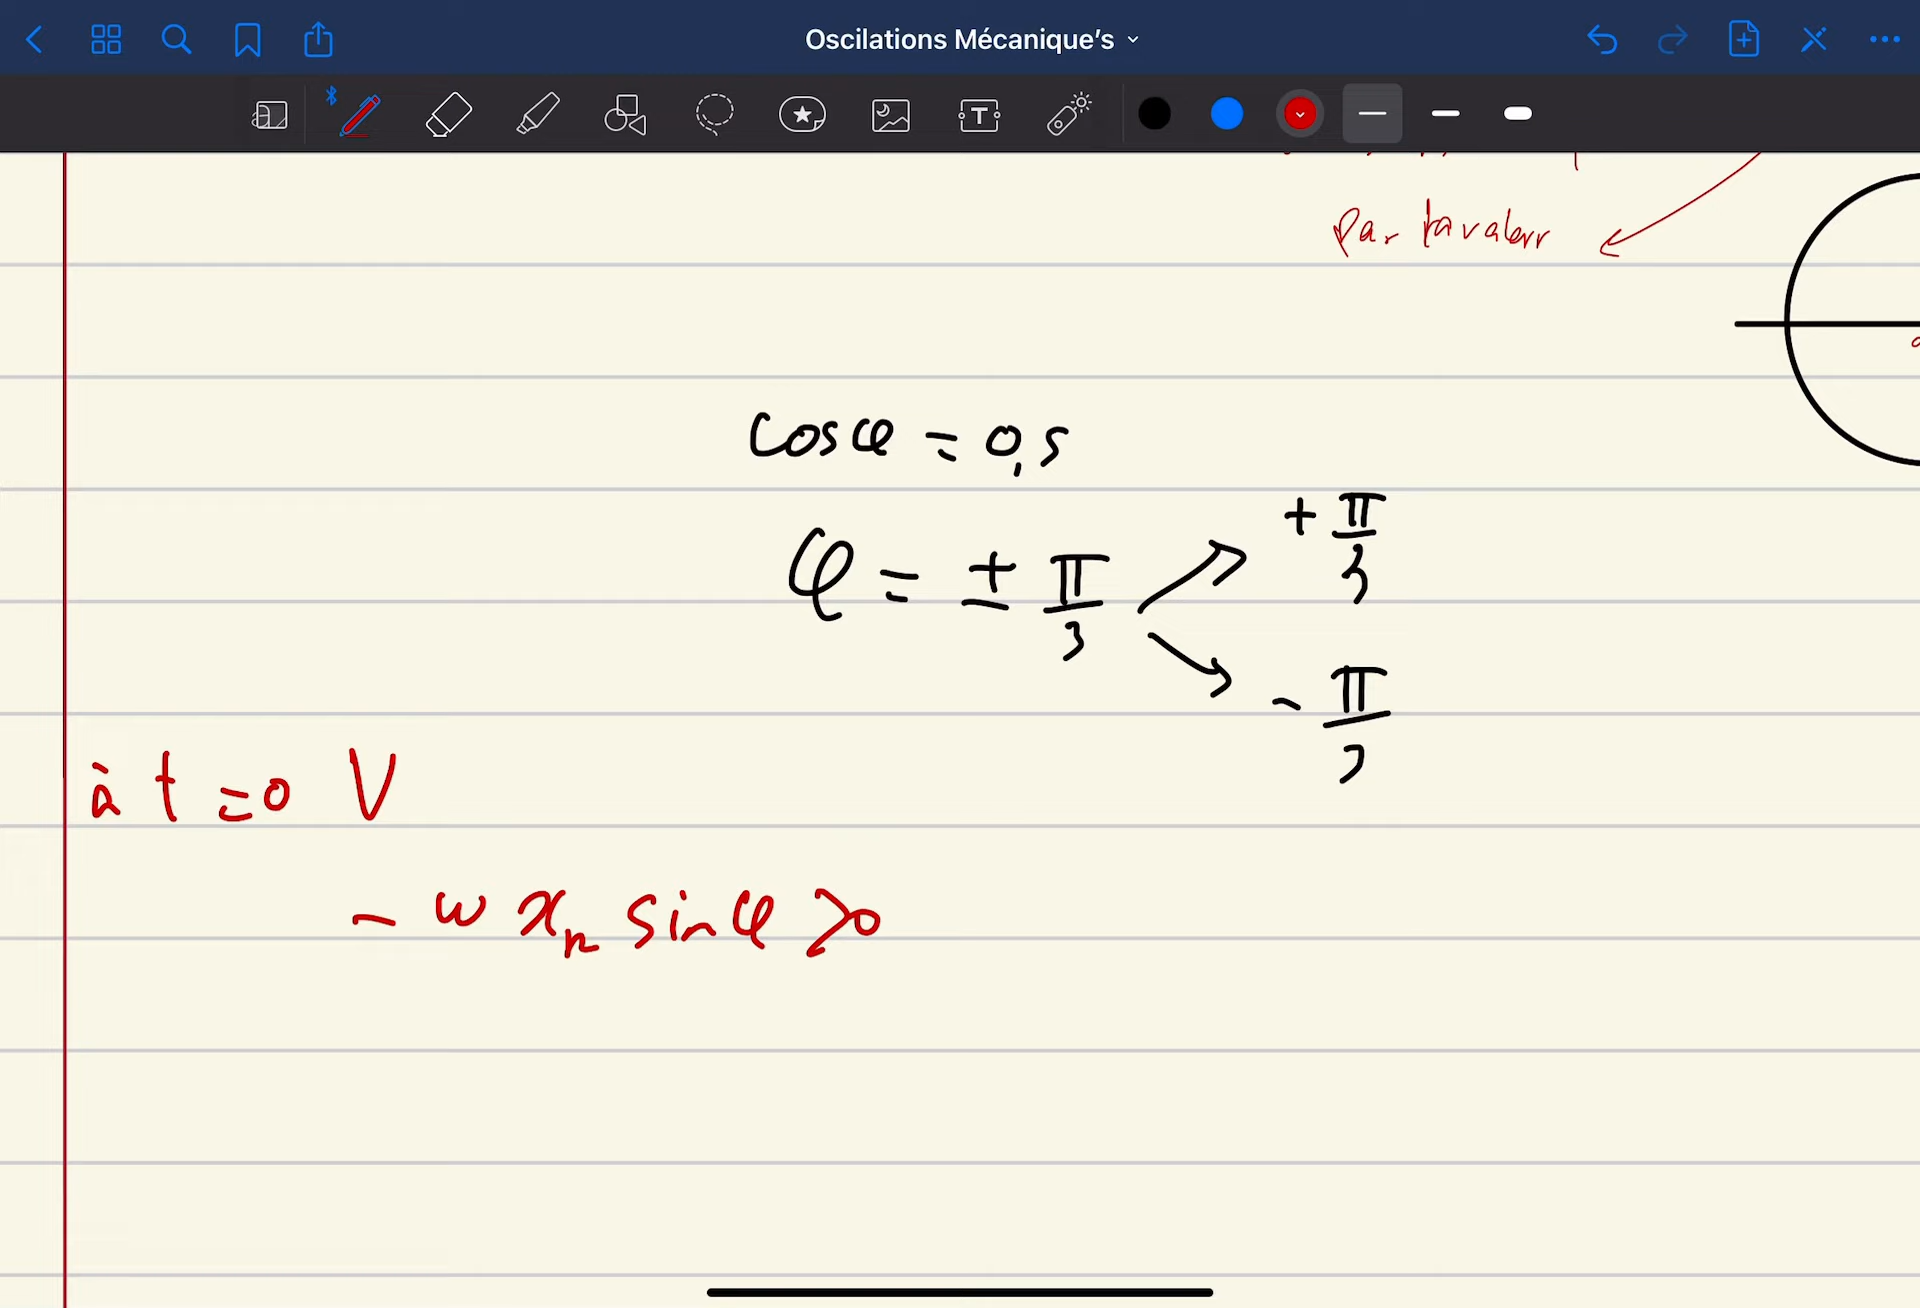 Oscilations Mécanique’s
Par la valeur
cos φ = 0,5
φ = ± π/3
+ π/3
- π/3
à t = 0 V
- ω xm sin φ > 0